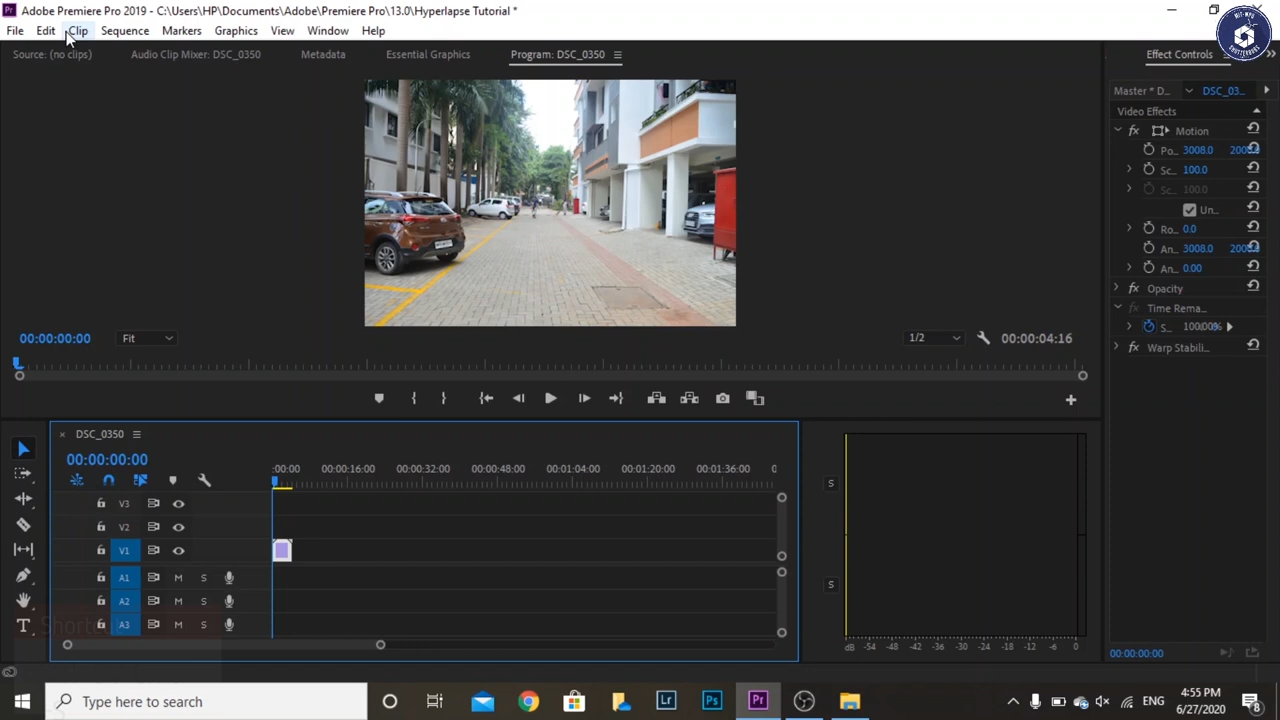 Adobe Premiere Pro 2019 - C:\Users\HP\Documents\Adobe\Premiere Pro\13.0\Hyperlapse Tutorial *
File Edit Clip Sequence Markers Graphics View Window Help
Source: (no clips) Audio Clip Mixer: DSC_0350 Metadata Essential Graphics Program: DSC_0350 Effect Controls
Master * D... DSC_03...
Video Effects
fx Motion
Po... 3008.0 2000.0
Sc... 100.0
Sc... 100.0
Un...
Ro... 0.0
An... 3008.0 2000.0
An... 0.00
fx Opacity
Time Rema...
S... 100.00%
fx Warp Stabili...
00:00:00:00 Fit 1/2 00:00:04:16
DSC_0350
00:00:00:00
:00:00 00:00:16:00 00:00:32:00 00:00:48:00 00:01:04:00 00:01:20:00 00:01:36:00 0
V3
V2
V1
A1 M S
A2 M S
A3 M S
S
S
dB -54 -48 -42 -36 -30 -24 -18 -12 -6 0
00:00:00:00
Type here to search
Lr Ps Pr
ENG
4:55 PM
6/27/2020
8